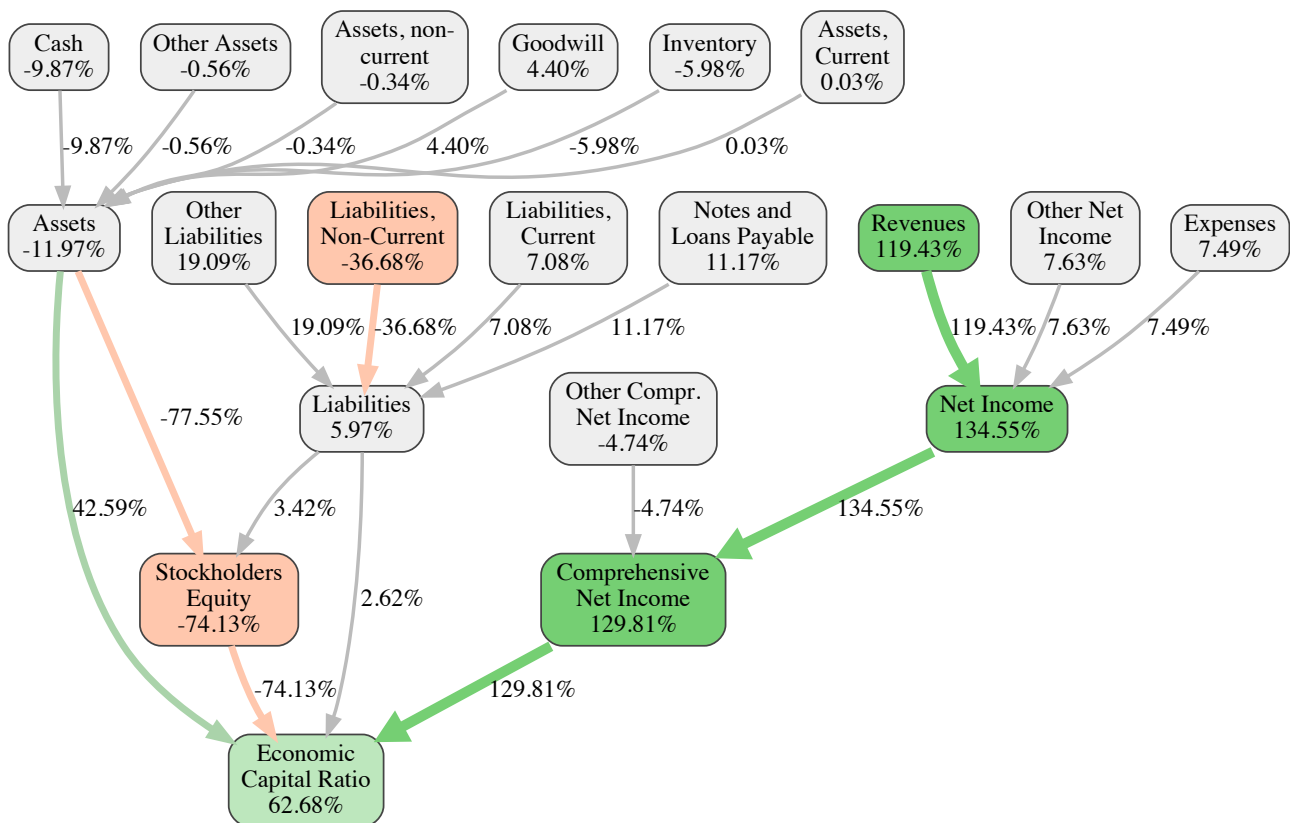 Cash
-9.87%
Other Assets
-0.56%
Assets, non-
current
-0.34%
Goodwill
4.40%
Inventory
-5.98%
Assets,
Current
0.03%
-9.87%
-0.56%
-0.34%
4.40%
-5.98%
0.03%
Assets
-11.97%
Other
Liabilities
19.09%
Liabilities,
Non-Current
-36.68%
Liabilities,
Current
7.08%
Notes and
Loans Payable
11.17%
Revenues
119.43%
Other Net
Income
7.63%
Expenses
7.49%
19.09%
-36.68%
7.08%
11.17%
119.43%
7.63%
7.49%
-77.55%
Liabilities
5.97%
Other Compr.
Net Income
-4.74%
Net Income
134.55%
42.59%
3.42%
-4.74%
134.55%
Stockholders
Equity
-74.13%
2.62%
Comprehensive
Net Income
129.81%
-74.13%
129.81%
Economic
Capital Ratio
62.68%